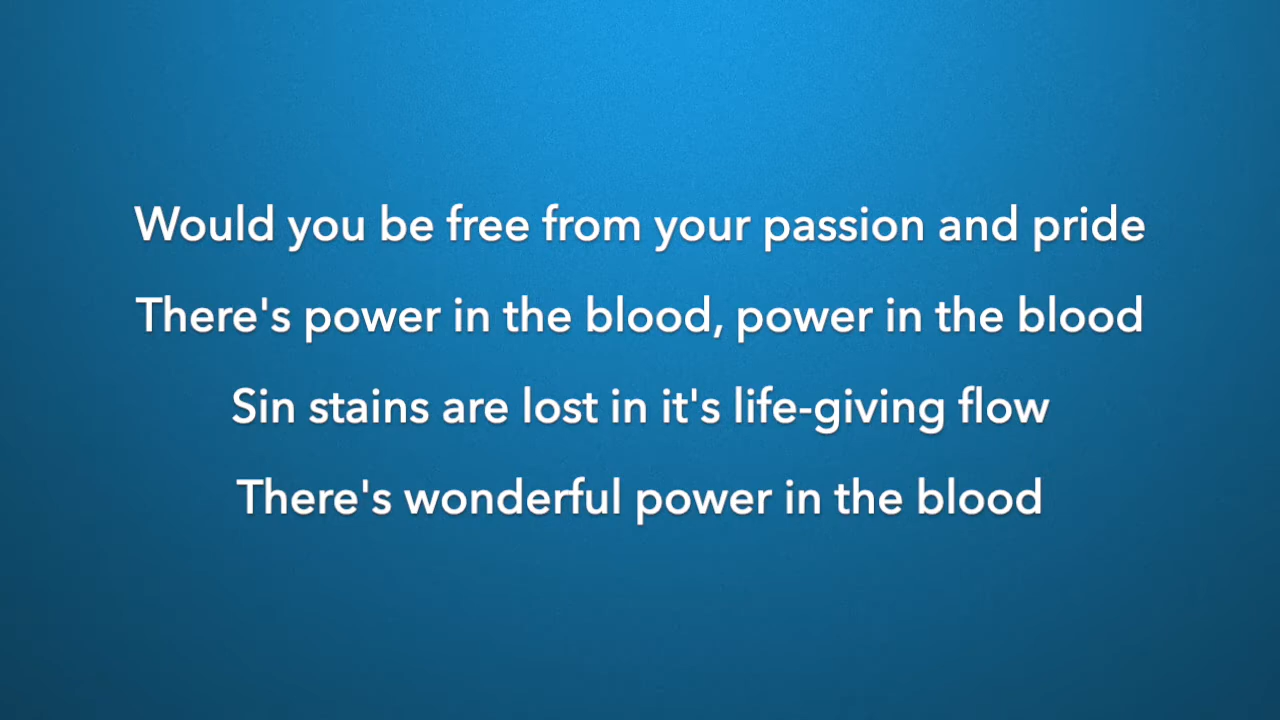 Would you be free from your passion and pride
There's power in the blood, power in the blood
Sin stains are lost in it's life-giving flow
There's wonderful power in the blood